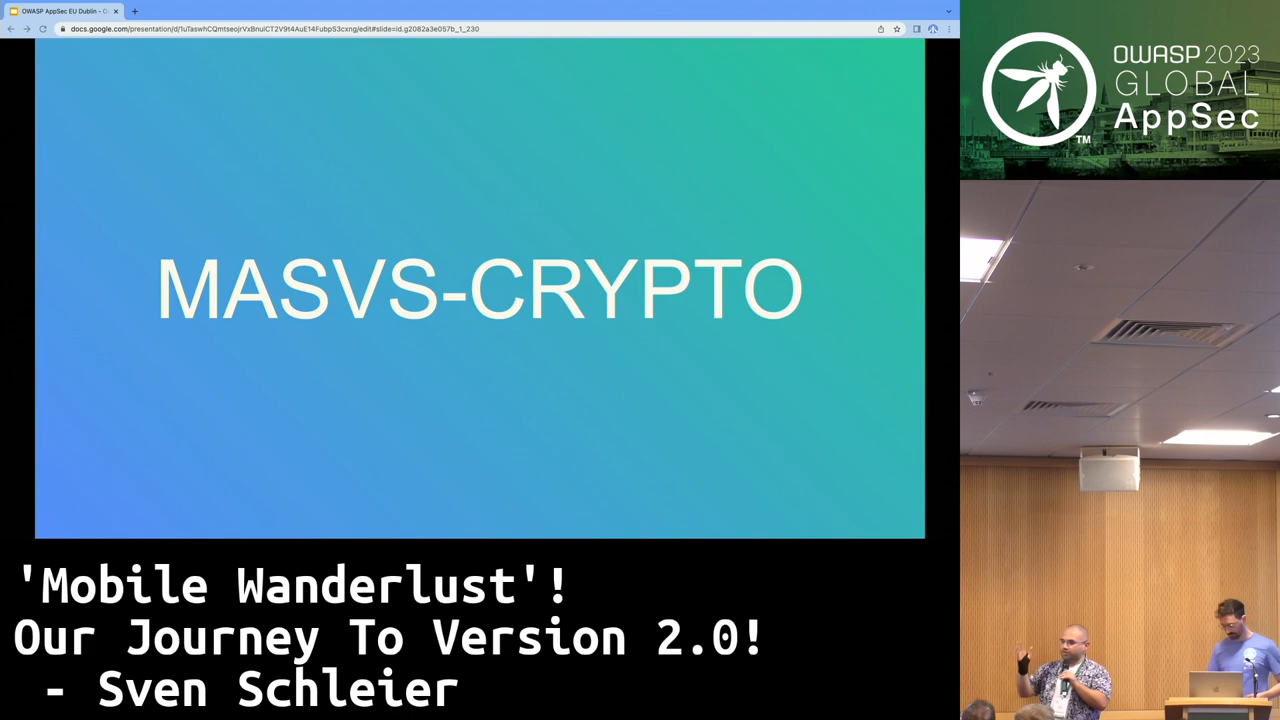 OWASP AppSec EU Dublin - C
docs.google.com/presentation/d/1uTaswhCQmtseojrVxBnuiCT2V9t4AuE14FubpS3cxng/edit#slide=id.g2082a3e057b_1_230
MASVS-CRYPTO
OWASP 2023
GLOBAL
AppSec
TM
'Mobile Wanderlust'!
Our Journey To Version 2.0!
- Sven Schleier